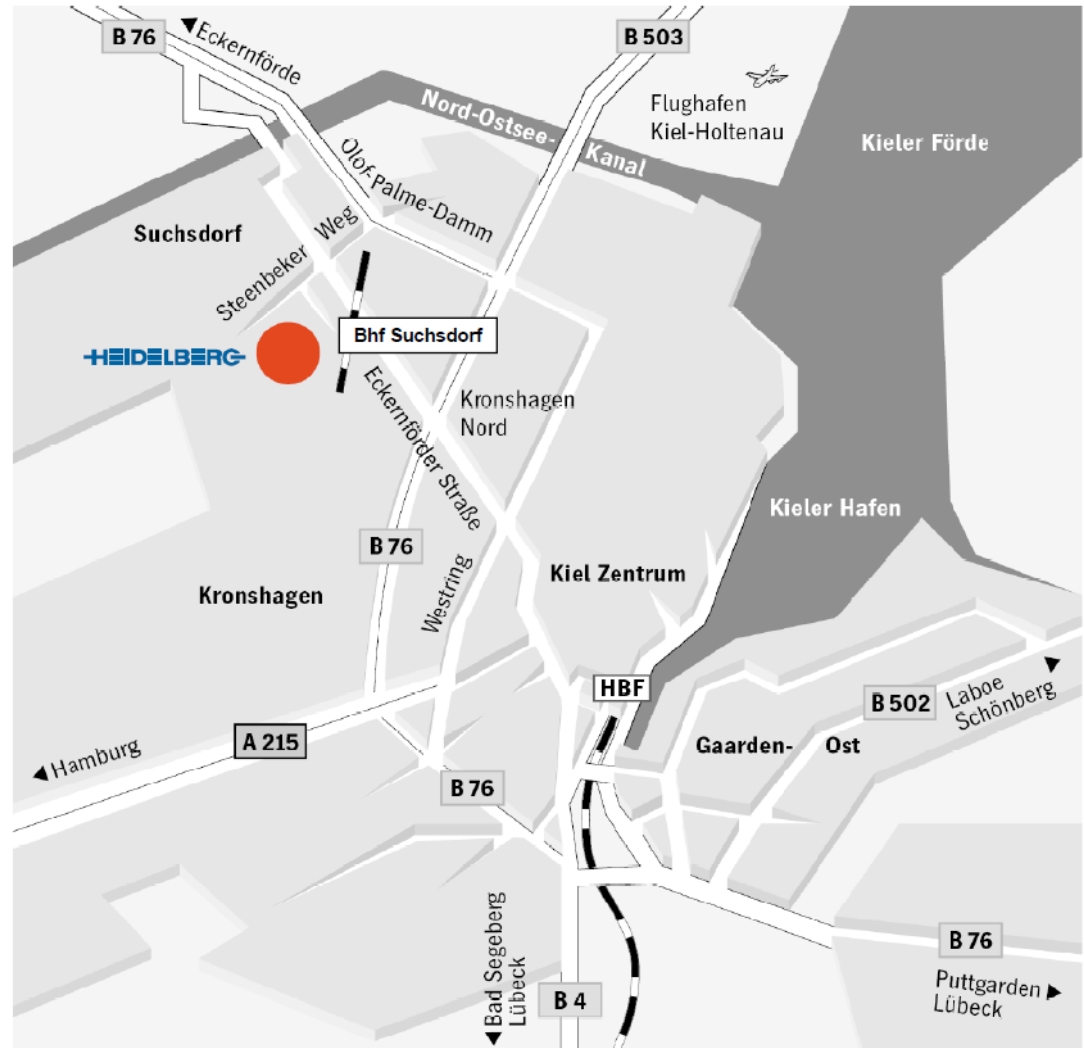 B 76
Eckernförde
B 503
Flughafen
Kiel-Holtenau
Nord-Ostsee-
Kanal
Kieler Förde
Olof-Palme-Damm
Suchsdorf
Steenbeker Weg
Bhf Suchsdorf
HEIDELBERG
Eckernförder Straße
Kronshagen
Nord
Kieler Hafen
B 76
Westring
Kiel Zentrum
Kronshagen
HBF
B 502
Laboe
Schönberg
Gaarden-
Ost
A 215
Hamburg
B 76
B 76
Puttgarden
Lübeck
Bad Segeberg
Lübeck
B 4